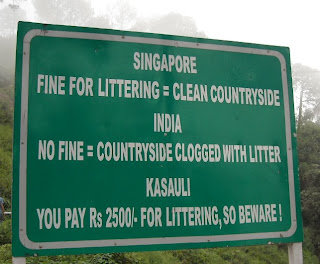 SINGAPORE
FINE FOR LITTERING = CLEAN COUNTRYSIDE
INDIA
NO FINE = COUNTRYSIDE CLOGGED WITH LITTER
KASAULI
YOU PAY Rs 2500/- FOR LITTERING, SO BEWARE !